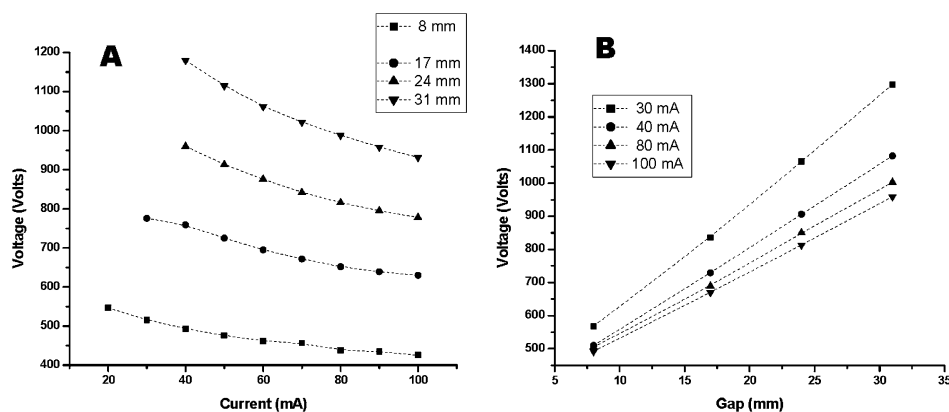 A
8 mm
17 mm
24 mm
31 mm
1200
1100
1000
900
800
700
600
500
400
20 40 60 80 100
Voltage (Volts)
Current (mA)
B
30 mA
40 mA
80 mA
100 mA
1400
1300
1200
1100
1000
900
800
700
600
500
5 10 15 20 25 30 35
Voltage (Volts)
Gap (mm)